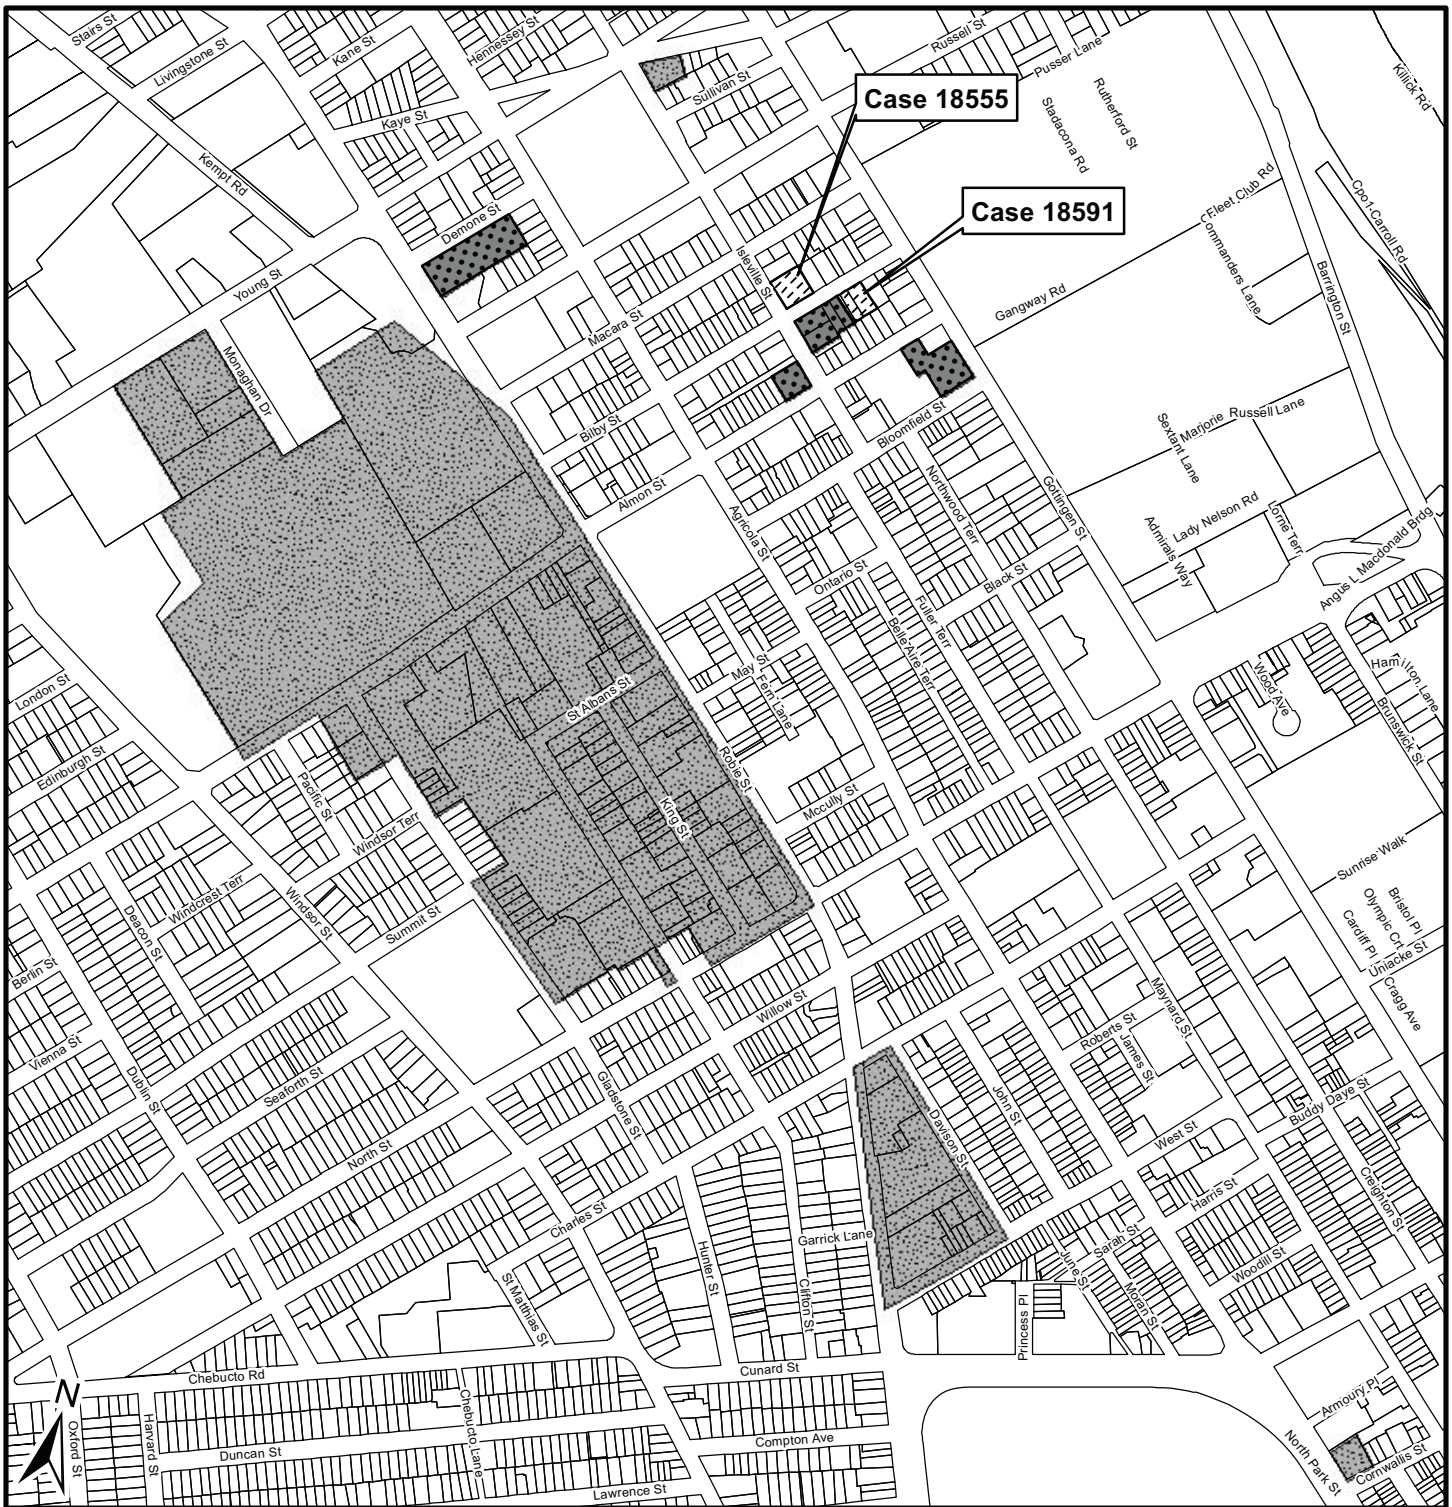 Stairs St
Livingstone St
Kane St
Hennessey St
Russell St
Pusser Lane
Killick Rd
Sullivan St
Case 18555
Kaye St
Rutherford St
Stadacona Rd
Kempt Rd
Case 18591
Fleet Club Rd
Cpo1 Carroll Rd
Demone St
Commanders Lane
Isleville St
Barrington St
Young St
Gangway Rd
Macara St
Monaghan Dr
Marjorie Russell Lane
Bilby St
Bloomfield St
Sextant Lane
Almon St
Northwood Terr
Gottingen St
Agricola St
Lady Nelson Rd
Lorne Terr
Admirals Way
Angus L Macdonald Brdg
Ontario St
Black St
Fuller Terr
Belle Aire Terr
May St
Fern Lane
Hamilton Lane
London St
St Albans St
Wood Ave
Brunswick St
Edinburgh St
Robie St
Pacific St
Mccully St
King St
Windsor Terr
Sunrise Walk
Windcrest Terr
Windsor St
Deacon St
Summit St
Bristol Pl
Olympic Crt
Cardiff Pl
Uniacke St
Berlin St
Cragg Ave
Willow St
Maynard St
Roberts St
James St
Vienna St
Dublin St
Seaforth St
Gladstone St
John St
Buddy Daye St
Davison St
West St
North St
Harris St
Creighton St
Charles St
Garrick Lane
Sarah St
June St
Woodill St
Hunter St
Clifton St
St Matthias St
Moran St
Princess Pl
Cunard St
Chebucto Rd
N
Armoury Pl
Oxford St
Harvard St
Chebucto Lane
Compton Ave
Duncan St
North Park St
Cornwallis St
Lawrence St